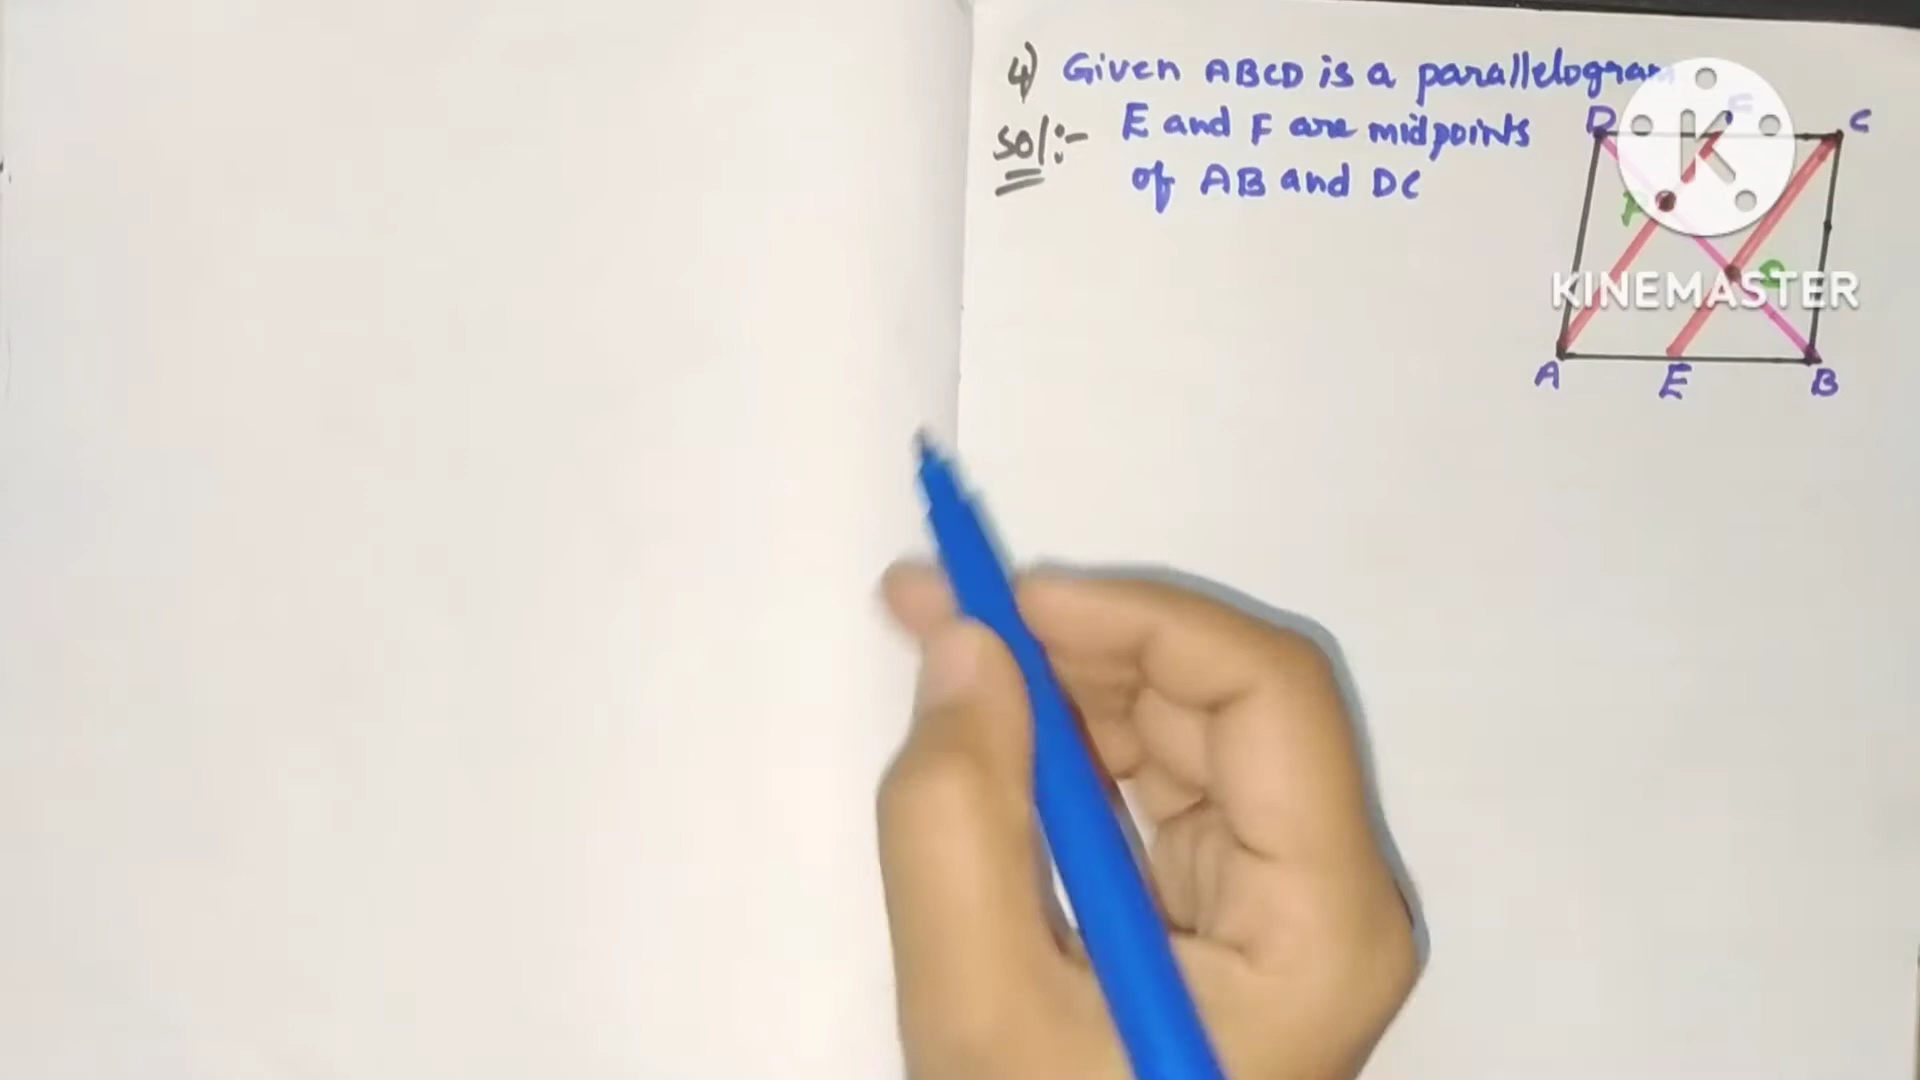 4) Given ABCD is a parallelogram
Sol:- E and F are midpoints
of AB and DC
D F C
P
Q
KINEMASTER
A E B